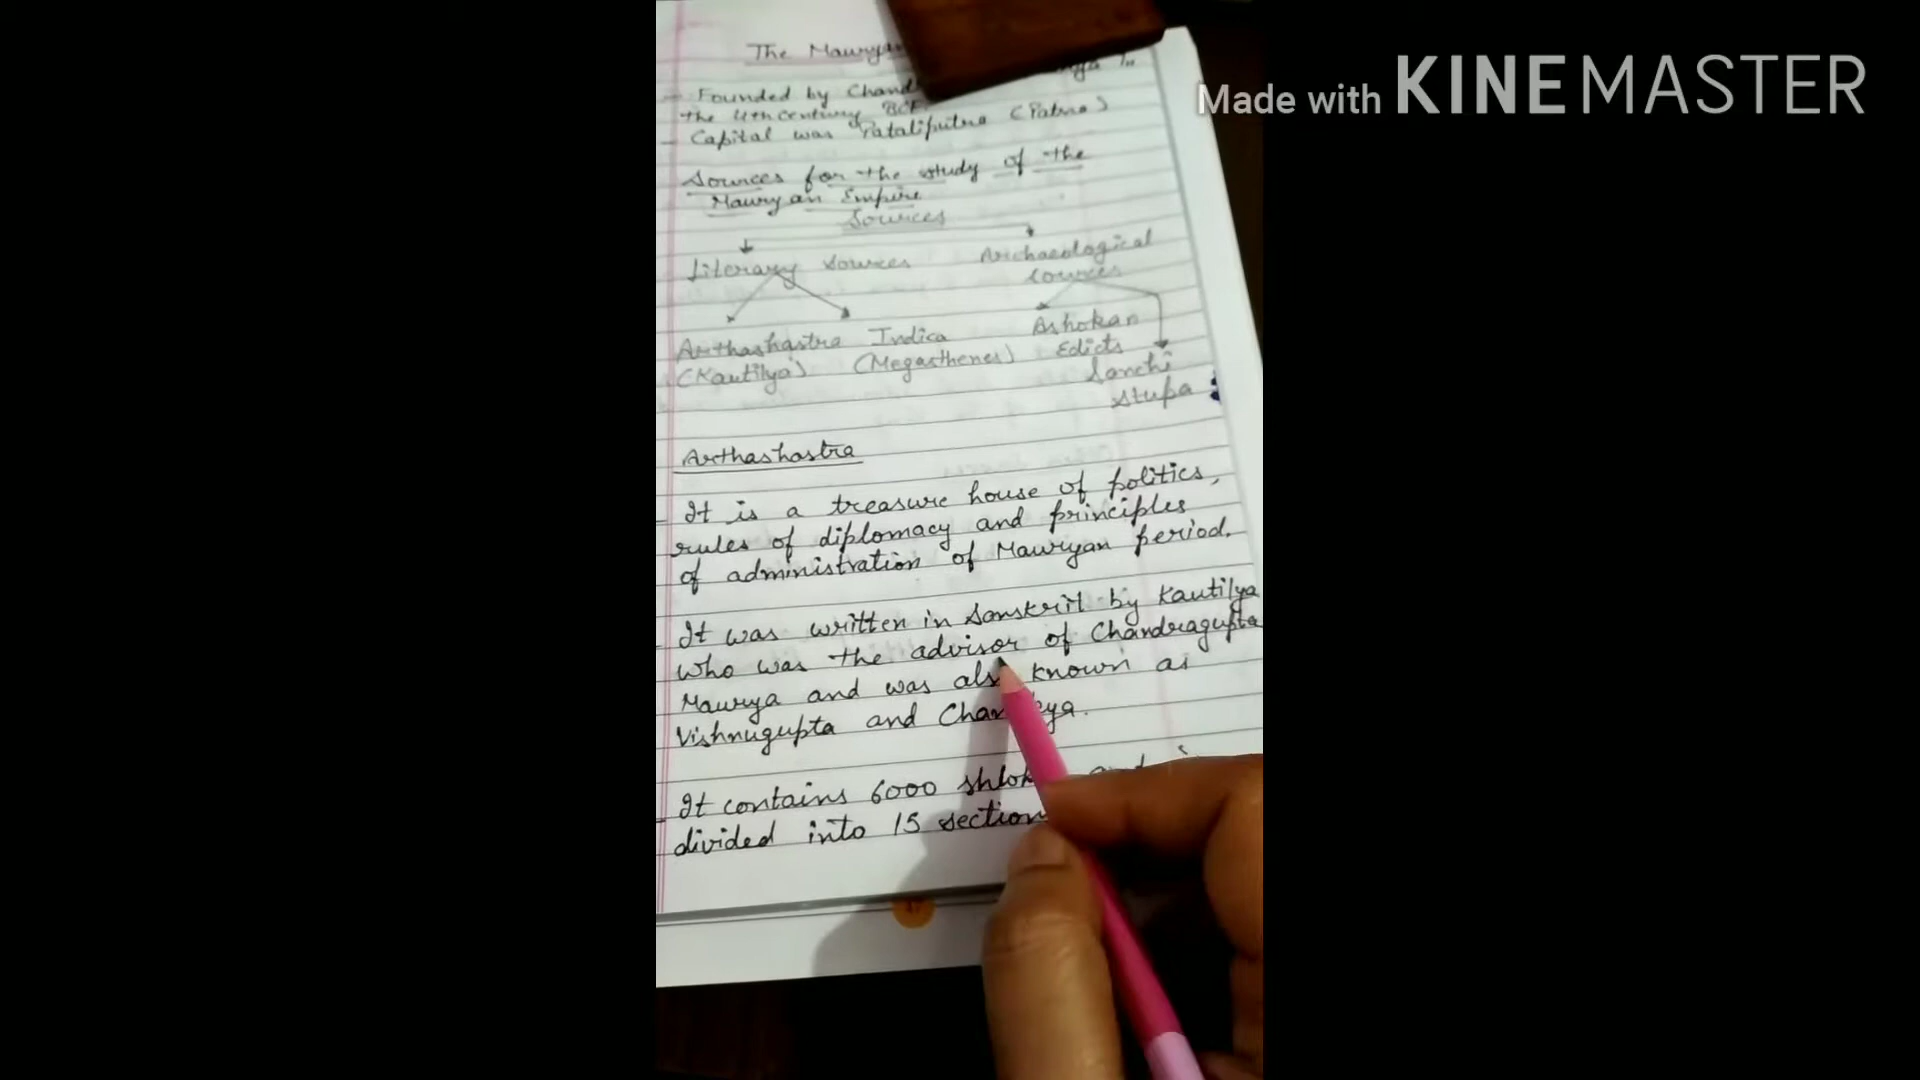 The Mauryan
- Founded by Chand
the 4th century BCE
- Capital was Pataliputra (Patna)
Sources for the study of the
Mauryan Empire
Sources
Literary sources
Archaeological
sources
Arthashastra
(Kautilya)
Indica
(Megasthenes)
Ashokan
Edicts
Sanchi
stupa
Arthashastra
- It is a treasure house of politics,
rules of diplomacy and principles
of administration of Mauryan period.
- It was written in Sanskrit by Kautilya
who was the advisor of Chandragupta
Maurya and was also known as
Vishnugupta and Chanakya.
- It contains 6000 shlok
divided into 15 section
Made with KINEMASTER